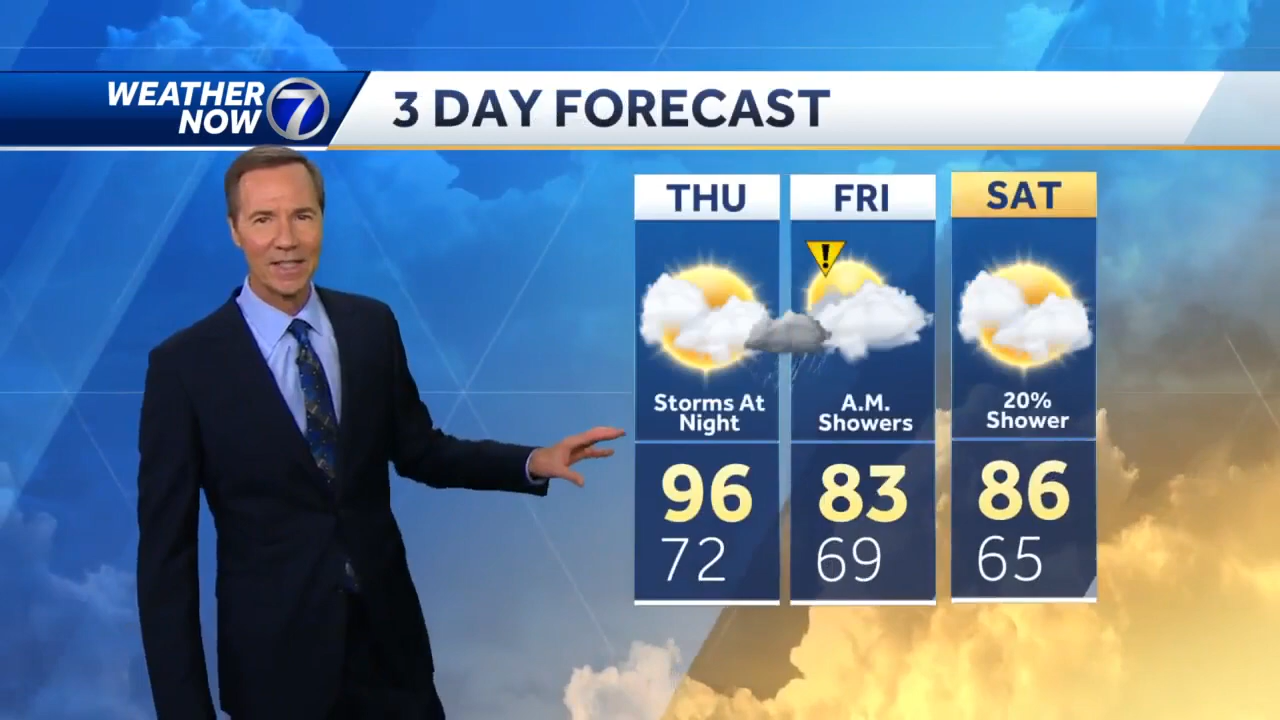 WEATHER
NOW
7
3 DAY FORECAST
THU
FRI
SAT
!
Storms At
Night
A.M.
Showers
20%
Shower
96
83
86
72
69
65